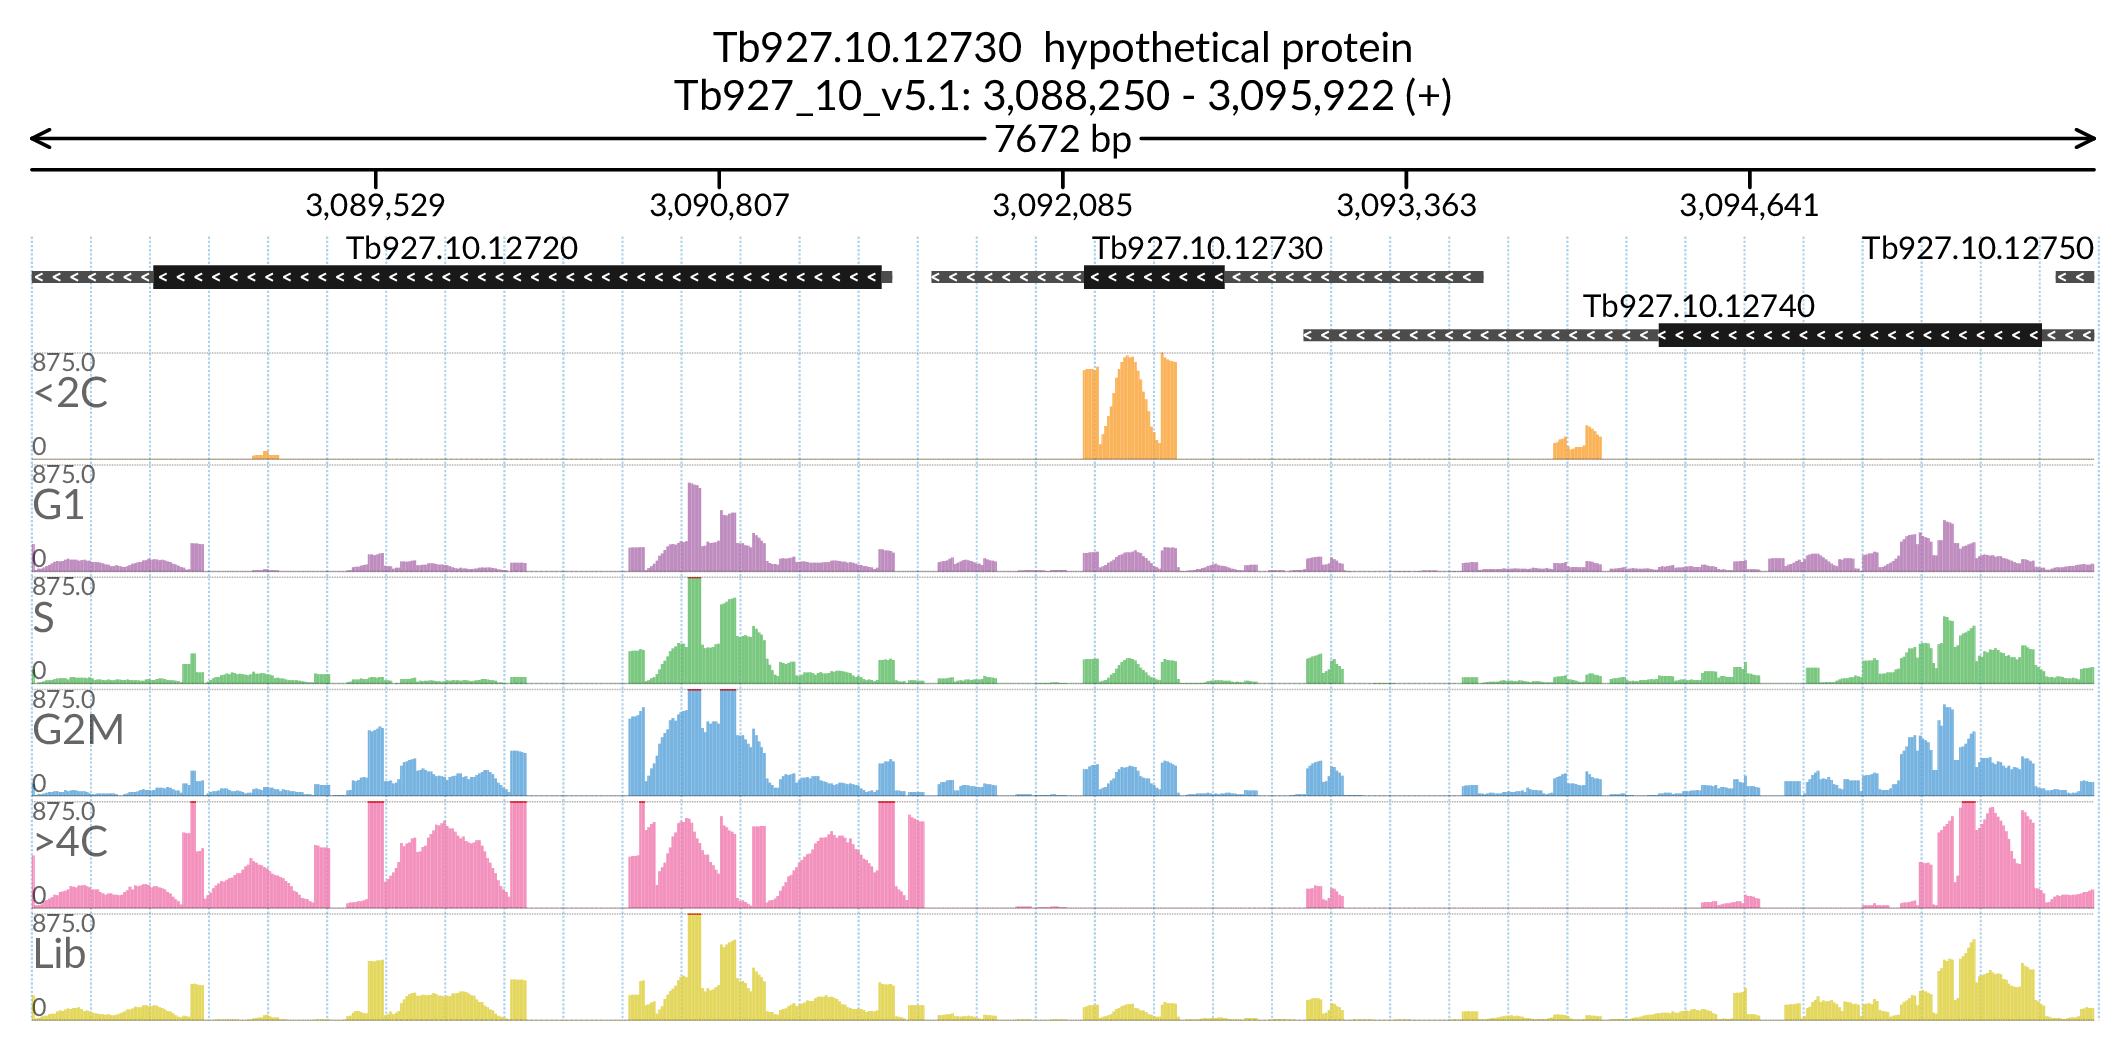 Tb927.10.12730 hypothetical protein
Tb927_10_v5.1: 3,088,250 - 3,095,922 (+)
7672 bp
3,089,529 3,090,807 3,092,085 3,093,363 3,094,641
Tb927.10.12720 Tb927.10.12730 Tb927.10.12750
Tb927.10.12740
875.0
<2C
0
875.0
G1
0
875.0
S
0
875.0
G2M
0
875.0
>4C
0
875.0
Lib
0